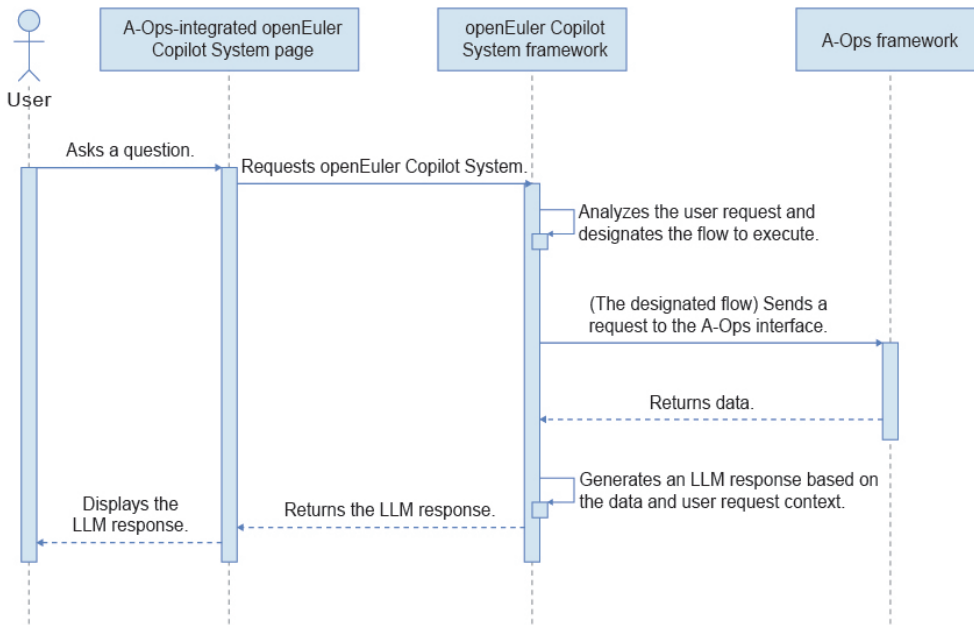 A-Ops-integrated openEuler
Copilot System page
openEuler Copilot
System framework
A-Ops framework
User
Asks a question.
Requests openEuler Copilot System.
Analyzes the user request and
designates the flow to execute.
(The designated flow) Sends a
request to the A-Ops interface.
Returns data.
Generates an LLM response based on
the data and user request context.
Returns the LLM response.
Displays the
LLM response.